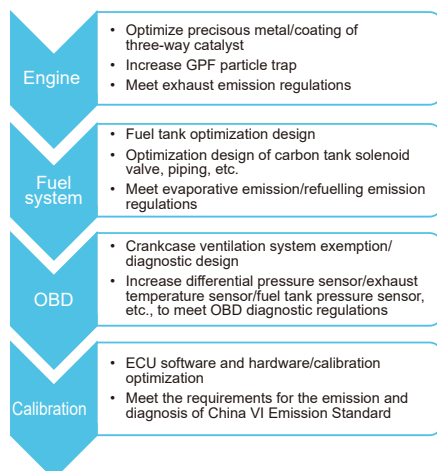 Engine
• Optimize precisous metal/coating of
three-way catalyst
• Increase GPF particle trap
• Meet exhaust emission regulations
Fuel
system
• Fuel tank optimization design
• Optimization design of carbon tank solenoid
valve, piping, etc.
• Meet evaporative emission/refuelling emission
regulations
OBD
• Crankcase ventilation system exemption/
diagnostic design
• Increase differential pressure sensor/exhaust
temperature sensor/fuel tank pressure sensor,
etc., to meet OBD diagnostic regulations
Calibration
• ECU software and hardware/calibration
optimization
• Meet the requirements for the emission and
diagnosis of China VI Emission Standard